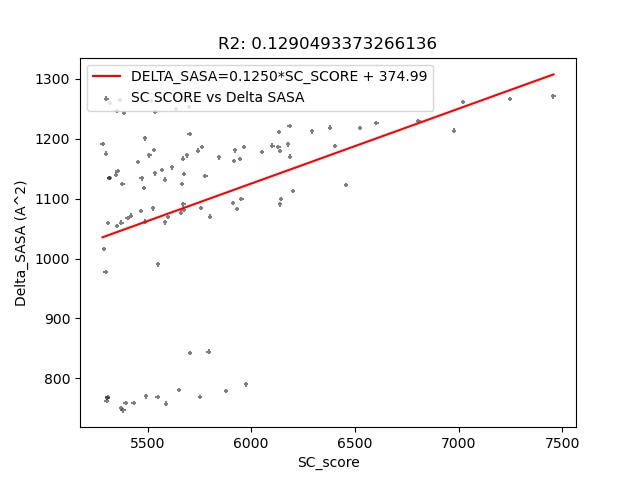 R2: 0.1290493373266136
DELTA_SASA=0.1250*SC_SCORE + 374.99
SC SCORE vs Delta SASA
Delta_SASA (A^2)
1300
1200
1100
1000
900
800
5500 6000 6500 7000 7500
SC_score